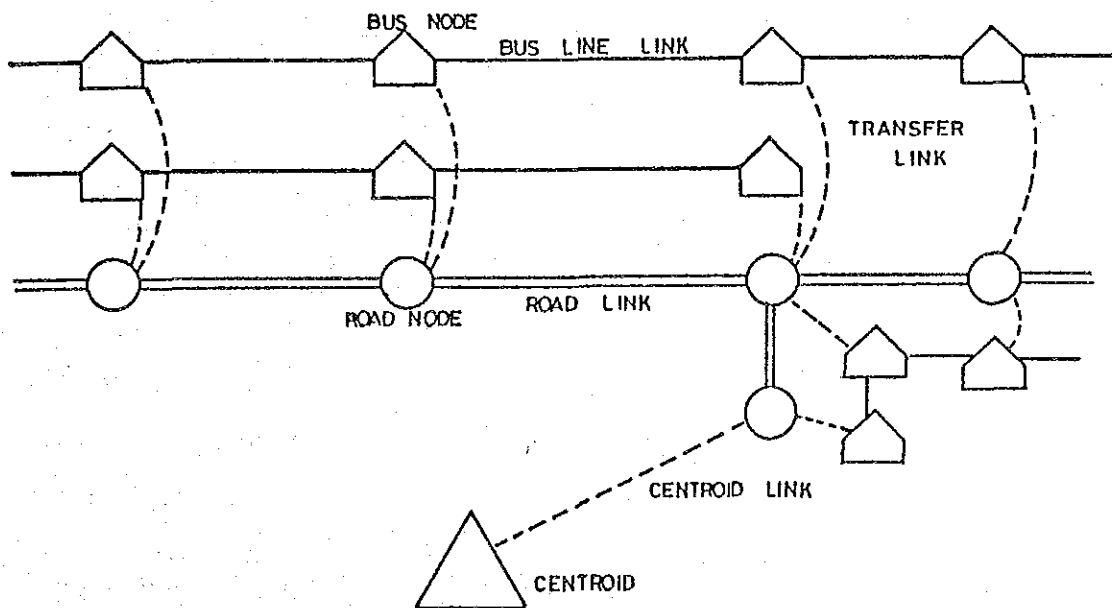 BUS NODE
BUS LINE LINK
TRANSFER
LINK
ROAD NODE
ROAD LINK
CENTROID LINK
CENTROID